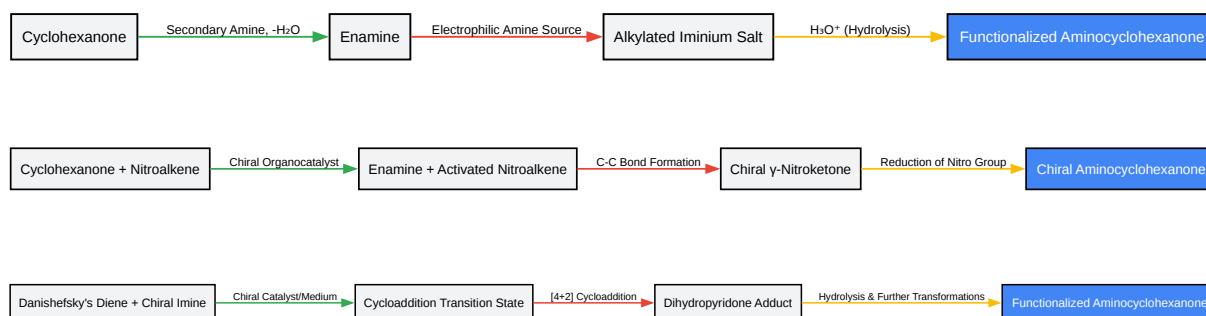 Cyclohexanone
Secondary Amine, -H₂O
Enamine
Electrophilic Amine Source
Alkylated Iminium Salt
H₃O⁺ (Hydrolysis)
Functionalized Aminocyclohexanone
Cyclohexanone + Nitroalkene
Chiral Organocatalyst
Enamine + Activated Nitroalkene
C-C Bond Formation
Chiral γ-Nitroketone
Reduction of Nitro Group
Chiral Aminocyclohexanone
Danishefsky's Diene + Chiral Imine
Chiral Catalyst/Medium
Cycloaddition Transition State
[4+2] Cycloaddition
Dihydropyridone Adduct
Hydrolysis & Further Transformations
Functionalized Aminocyclohexanone